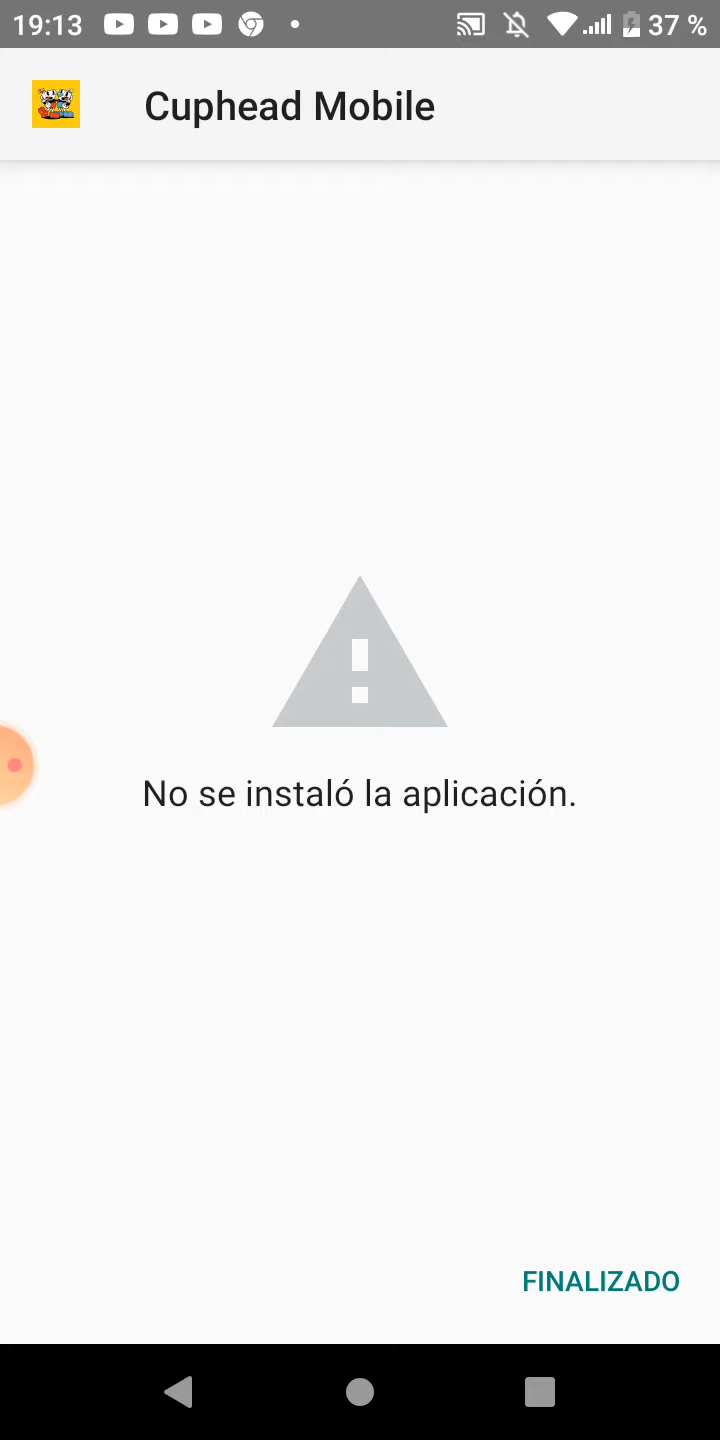 19:13 37 %
Cuphead Mobile
No se instaló la aplicación.
FINALIZADO